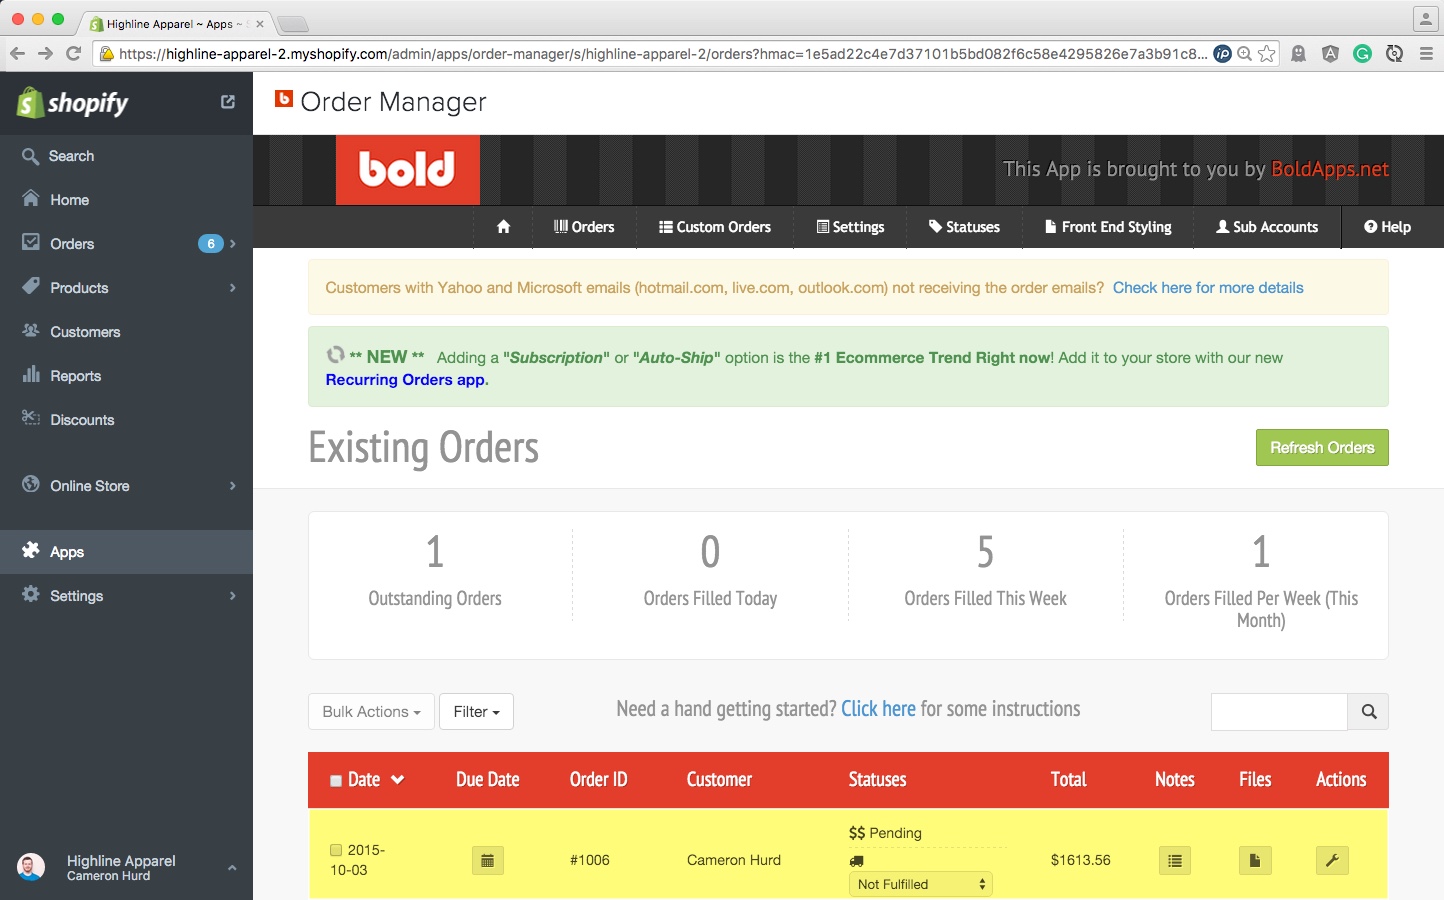 Highline Apparel ~ Apps ~
https://highline-apparel-2.myshopify.com/admin/apps/order-manager/s/highline-apparel-2/orders?hmac=1e5ad22c4e7d37101b5bd082f6c58e4295826e7a3b91c8...
shopify
Search
Home
Orders 6
Products
Customers
Reports
Discounts
Online Store
Apps
Settings
Highline Apparel
Cameron Hurd
b Order Manager
bold
This App is brought to you by BoldApps.net
Orders Custom Orders Settings Statuses Front End Styling Sub Accounts Help
Customers with Yahoo and Microsoft emails (hotmail.com, live.com, outlook.com) not receiving the order emails? Check here for more details
** NEW ** Adding a "Subscription" or "Auto-Ship" option is the #1 Ecommerce Trend Right now! Add it to your store with our new
Recurring Orders app.
Existing Orders
Refresh Orders
1 0 5 1
Outstanding Orders Orders Filled Today Orders Filled This Week Orders Filled Per Week (This
Month)
Bulk Actions Filter Need a hand getting started? Click here for some instructions
Date Due Date Order ID Customer Statuses Total Notes Files Actions
$$ Pending
2015-
10-03
#1006 Cameron Hurd $1613.56
Not Fulfilled